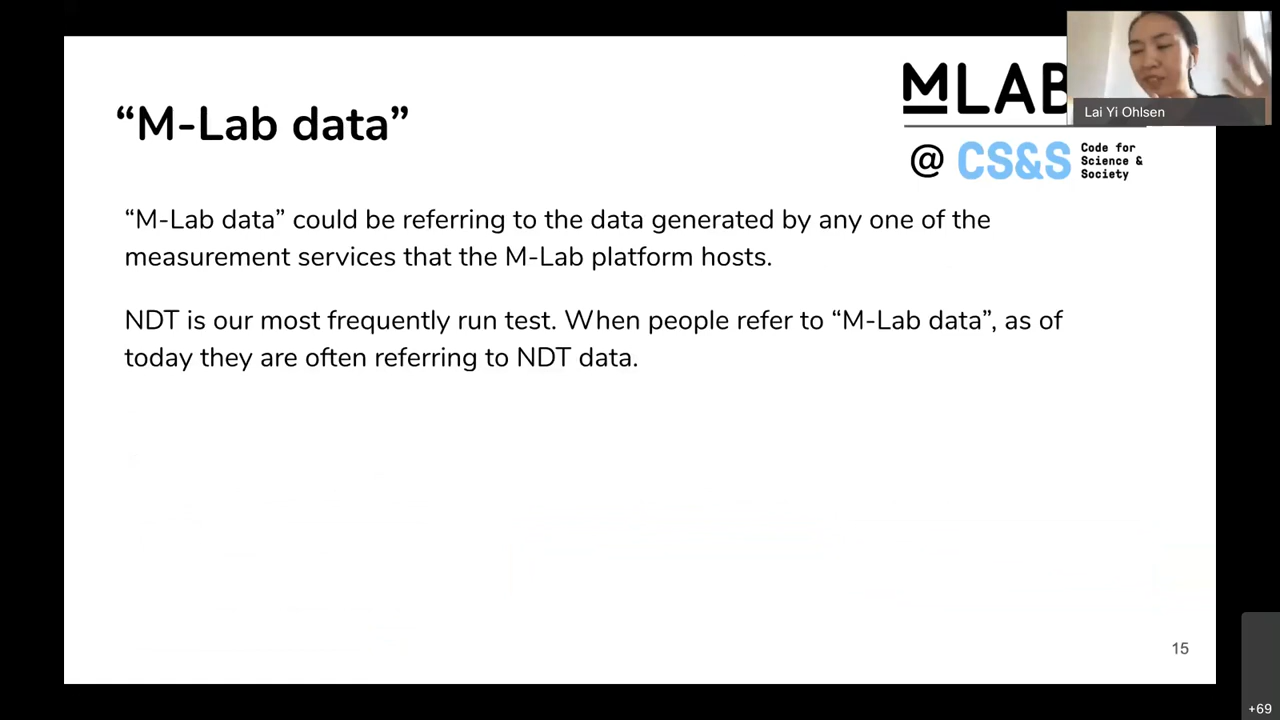 “M-Lab data”
MLAB
Lai Yi Ohlsen
@ CS&S Code for
Science &
Society
“M-Lab data” could be referring to the data generated by any one of the
measurement services that the M-Lab platform hosts.
NDT is our most frequently run test. When people refer to “M-Lab data”, as of
today they are often referring to NDT data.
15
+69